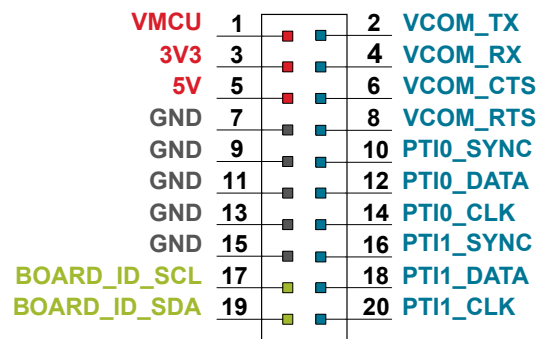 VMCU 1 2 VCOM_TX
3V3 3 4 VCOM_RX
5V 5 6 VCOM_CTS
GND 7 8 VCOM_RTS
GND 9 10 PTI0_SYNC
GND 11 12 PTI0_DATA
GND 13 14 PTI0_CLK
GND 15 16 PTI1_SYNC
BOARD_ID_SCL 17 18 PTI1_DATA
BOARD_ID_SDA 19 20 PTI1_CLK